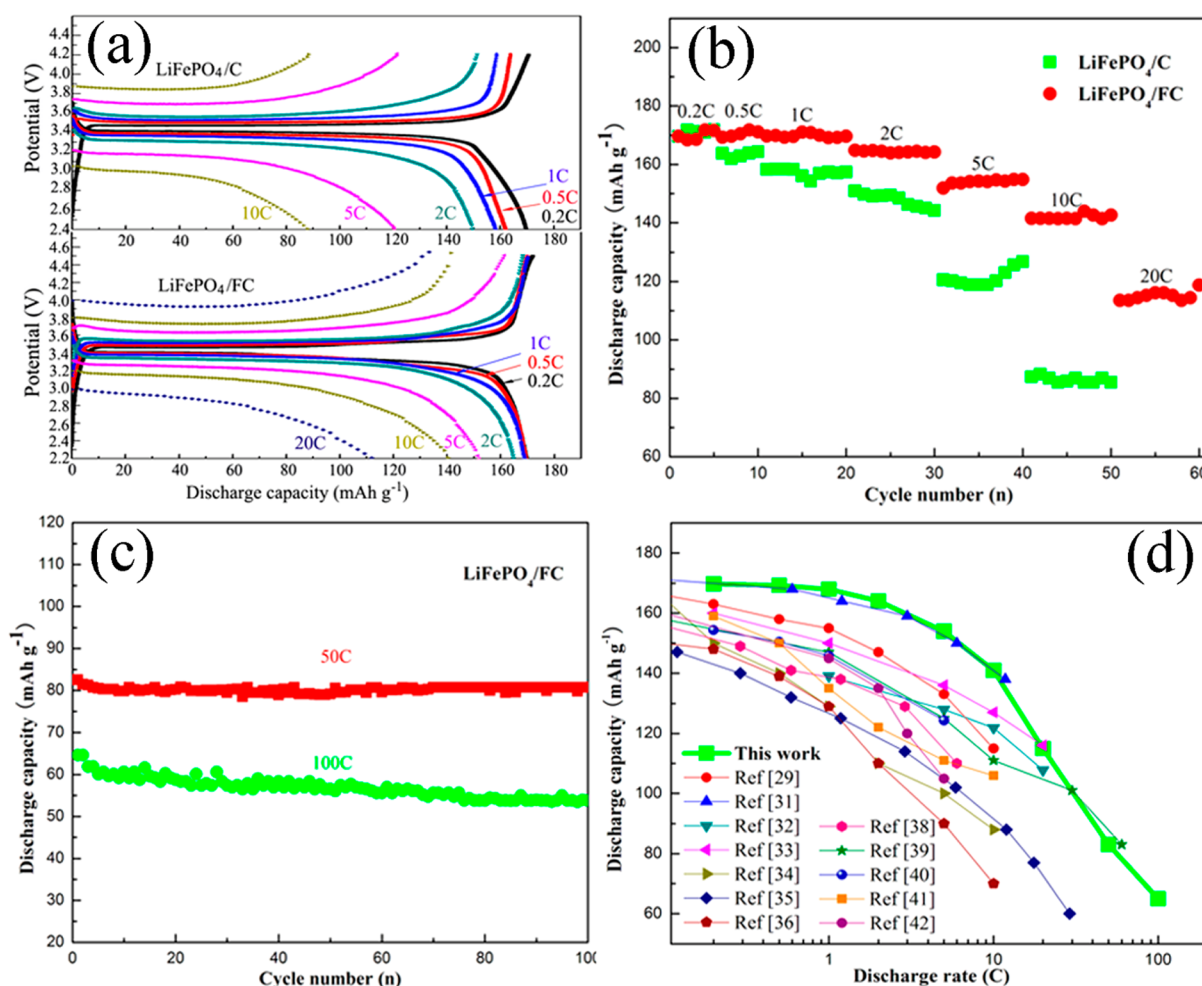 (a)
LiFePO4/C
1C
0.5C
0.2C
10C
5C
2C
Potential (V)
4.6
4.4
4.2
4.0
3.8
3.6
3.4
3.2
3.0
2.8
2.6
2.4
0 20 40 60 80 100 120 140 160 180
LiFePO4/FC
1C
0.5C
0.2C
20C
10C
5C
2C
Potential (V)
4.6
4.4
4.2
4.0
3.8
3.6
3.4
3.2
3.0
2.8
2.6
2.4
2.2
0 20 40 60 80 100 120 140 160 180
Discharge capacity (mAh g-1)
(b)
LiFePO4/C
LiFePO4/FC
0.2C 0.5C 1C 2C 5C 10C 20C
Discharge capacity (mAh g-1)
200
180
160
140
120
100
80
60
0 10 20 30 40 50 60
Cycle number (n)
(c)
LiFePO4/FC
50C
100C
Discharge capacity (mAh g-1)
120
110
100
90
80
70
60
50
40
30
20
0 20 40 60 80 100
Cycle number (n)
(d)
This work
Ref [29]
Ref [31]
Ref [32]
Ref [33]
Ref [34]
Ref [35]
Ref [36]
Ref [38]
Ref [39]
Ref [40]
Ref [41]
Ref [42]
Discharge capacity (mAh g-1)
180
160
140
120
100
80
60
1 10 100
Discharge rate (C)